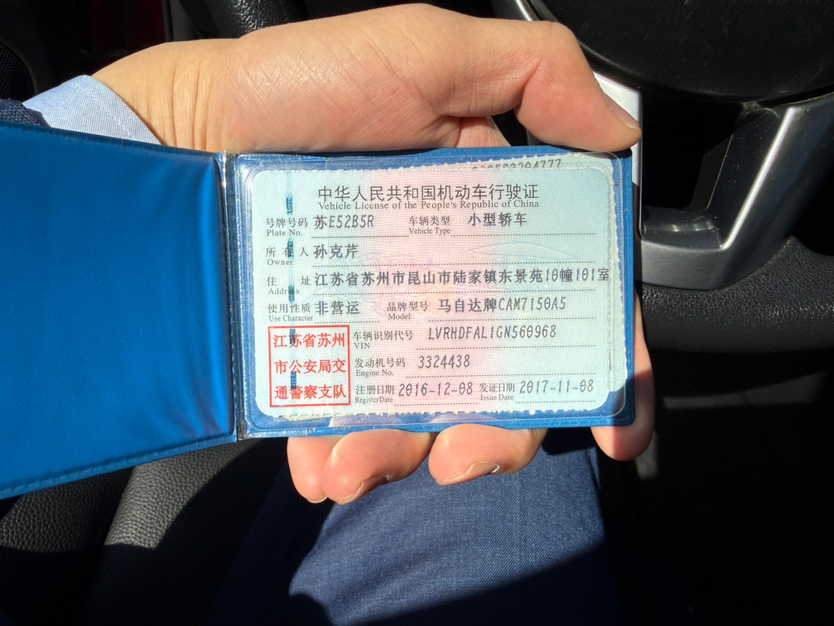 中华人民共和国机动车行驶证
Vehicle License of the People's Republic of China
号牌号码 苏E52B5R 车辆类型 小型轿车
Plate No. Vehicle Type
所有人 孙克芹
Owner
住址 江苏省苏州市昆山市陆家镇东景苑10幢101室
Address
使用性质 非营运 品牌型号 马自达牌CAM7150A5
Use Character Model
江苏省苏州 车辆识别代号 LVRHDFAL1GN560968
VIN
市公安局交 发动机号码 3324438
Engine No.
通警察支队 注册日期 2016-12-08 发证日期 2017-11-08
Register Date Issue Date